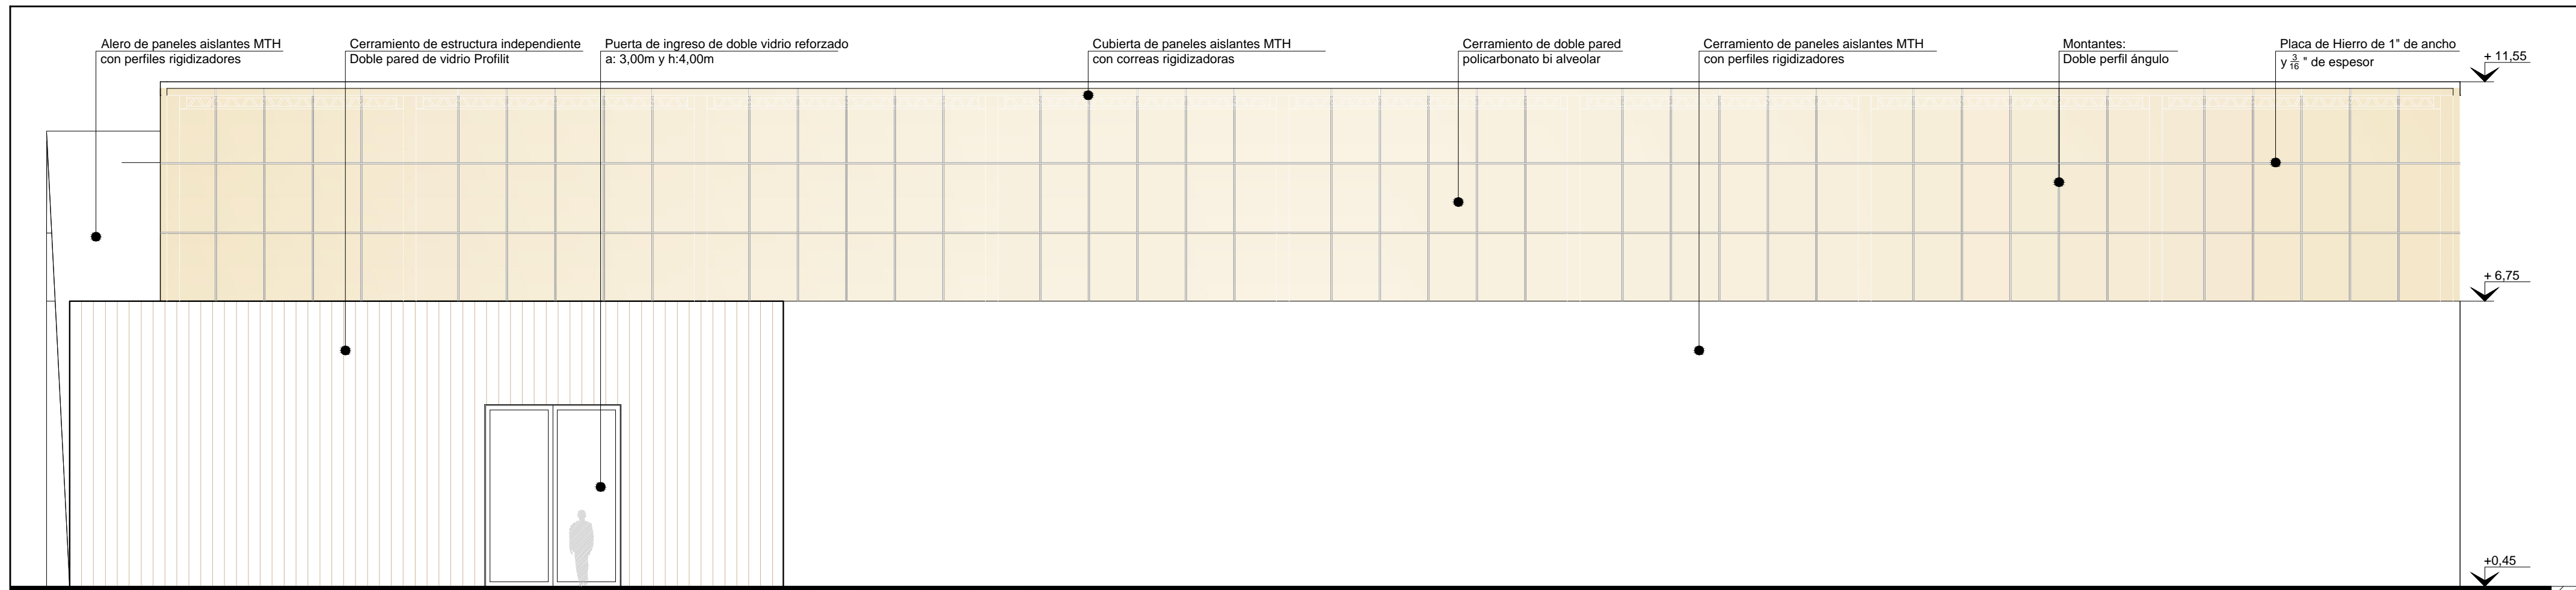 Alero de paneles aislantes MTH
con perfiles rigidizadores
Cerramiento de estructura independiente
Doble pared de vidrio Profilit
Puerta de ingreso de doble vidrio reforzado
a: 3,00m y h:4,00m
Cubierta de paneles aislantes MTH
con correas rigidizadoras
Cerramiento de doble pared
policarbonato bi alveolar
Cerramiento de paneles aislantes MTH
con perfiles rigidizadores
Montantes:
Doble perfil ángulo
Placa de Hierro de 1" de ancho
y 3/16 " de espesor
+ 11,55
+ 6,75
+0,45